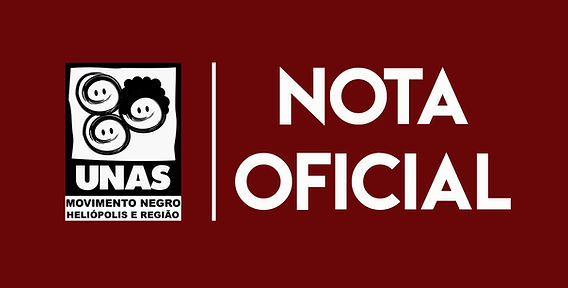 UNAS
MOVIMENTO NEGRO
HELIÓPOLIS E REGIÃO
NOTA
OFICIAL